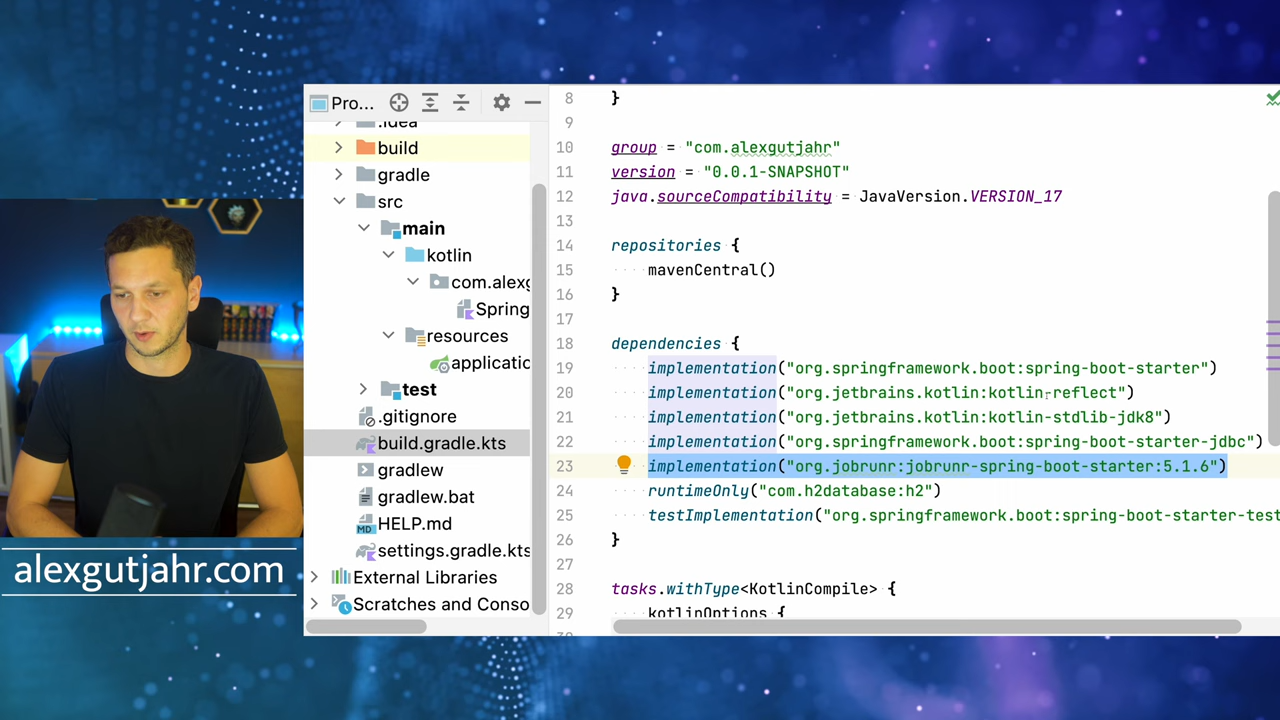 Pro...
.idea
build
gradle
src
main
kotlin
com.alexg
Spring
resources
applicatio
test
.gitignore
build.gradle.kts
gradlew
gradlew.bat
HELP.md
settings.gradle.kts
External Libraries
Scratches and Conso
8 }
9
10 group = "com.alexgutjahr"
11 version = "0.0.1-SNAPSHOT"
12 java.sourceCompatibility = JavaVersion.VERSION_17
13
14 repositories {
15 mavenCentral()
16 }
17
18 dependencies {
19 implementation("org.springframework.boot:spring-boot-starter")
20 implementation("org.jetbrains.kotlin:kotlin-reflect")
21 implementation("org.jetbrains.kotlin:kotlin-stdlib-jdk8")
22 implementation("org.springframework.boot:spring-boot-starter-jdbc")
23 implementation("org.jobrunr:jobrunr-spring-boot-starter:5.1.6")
24 runtimeOnly("com.h2database:h2")
25 testImplementation("org.springframework.boot:spring-boot-starter-test
26 }
27
28 tasks.withType<KotlinCompile> {
29 kotlinOptions {
alexgutjahr.com